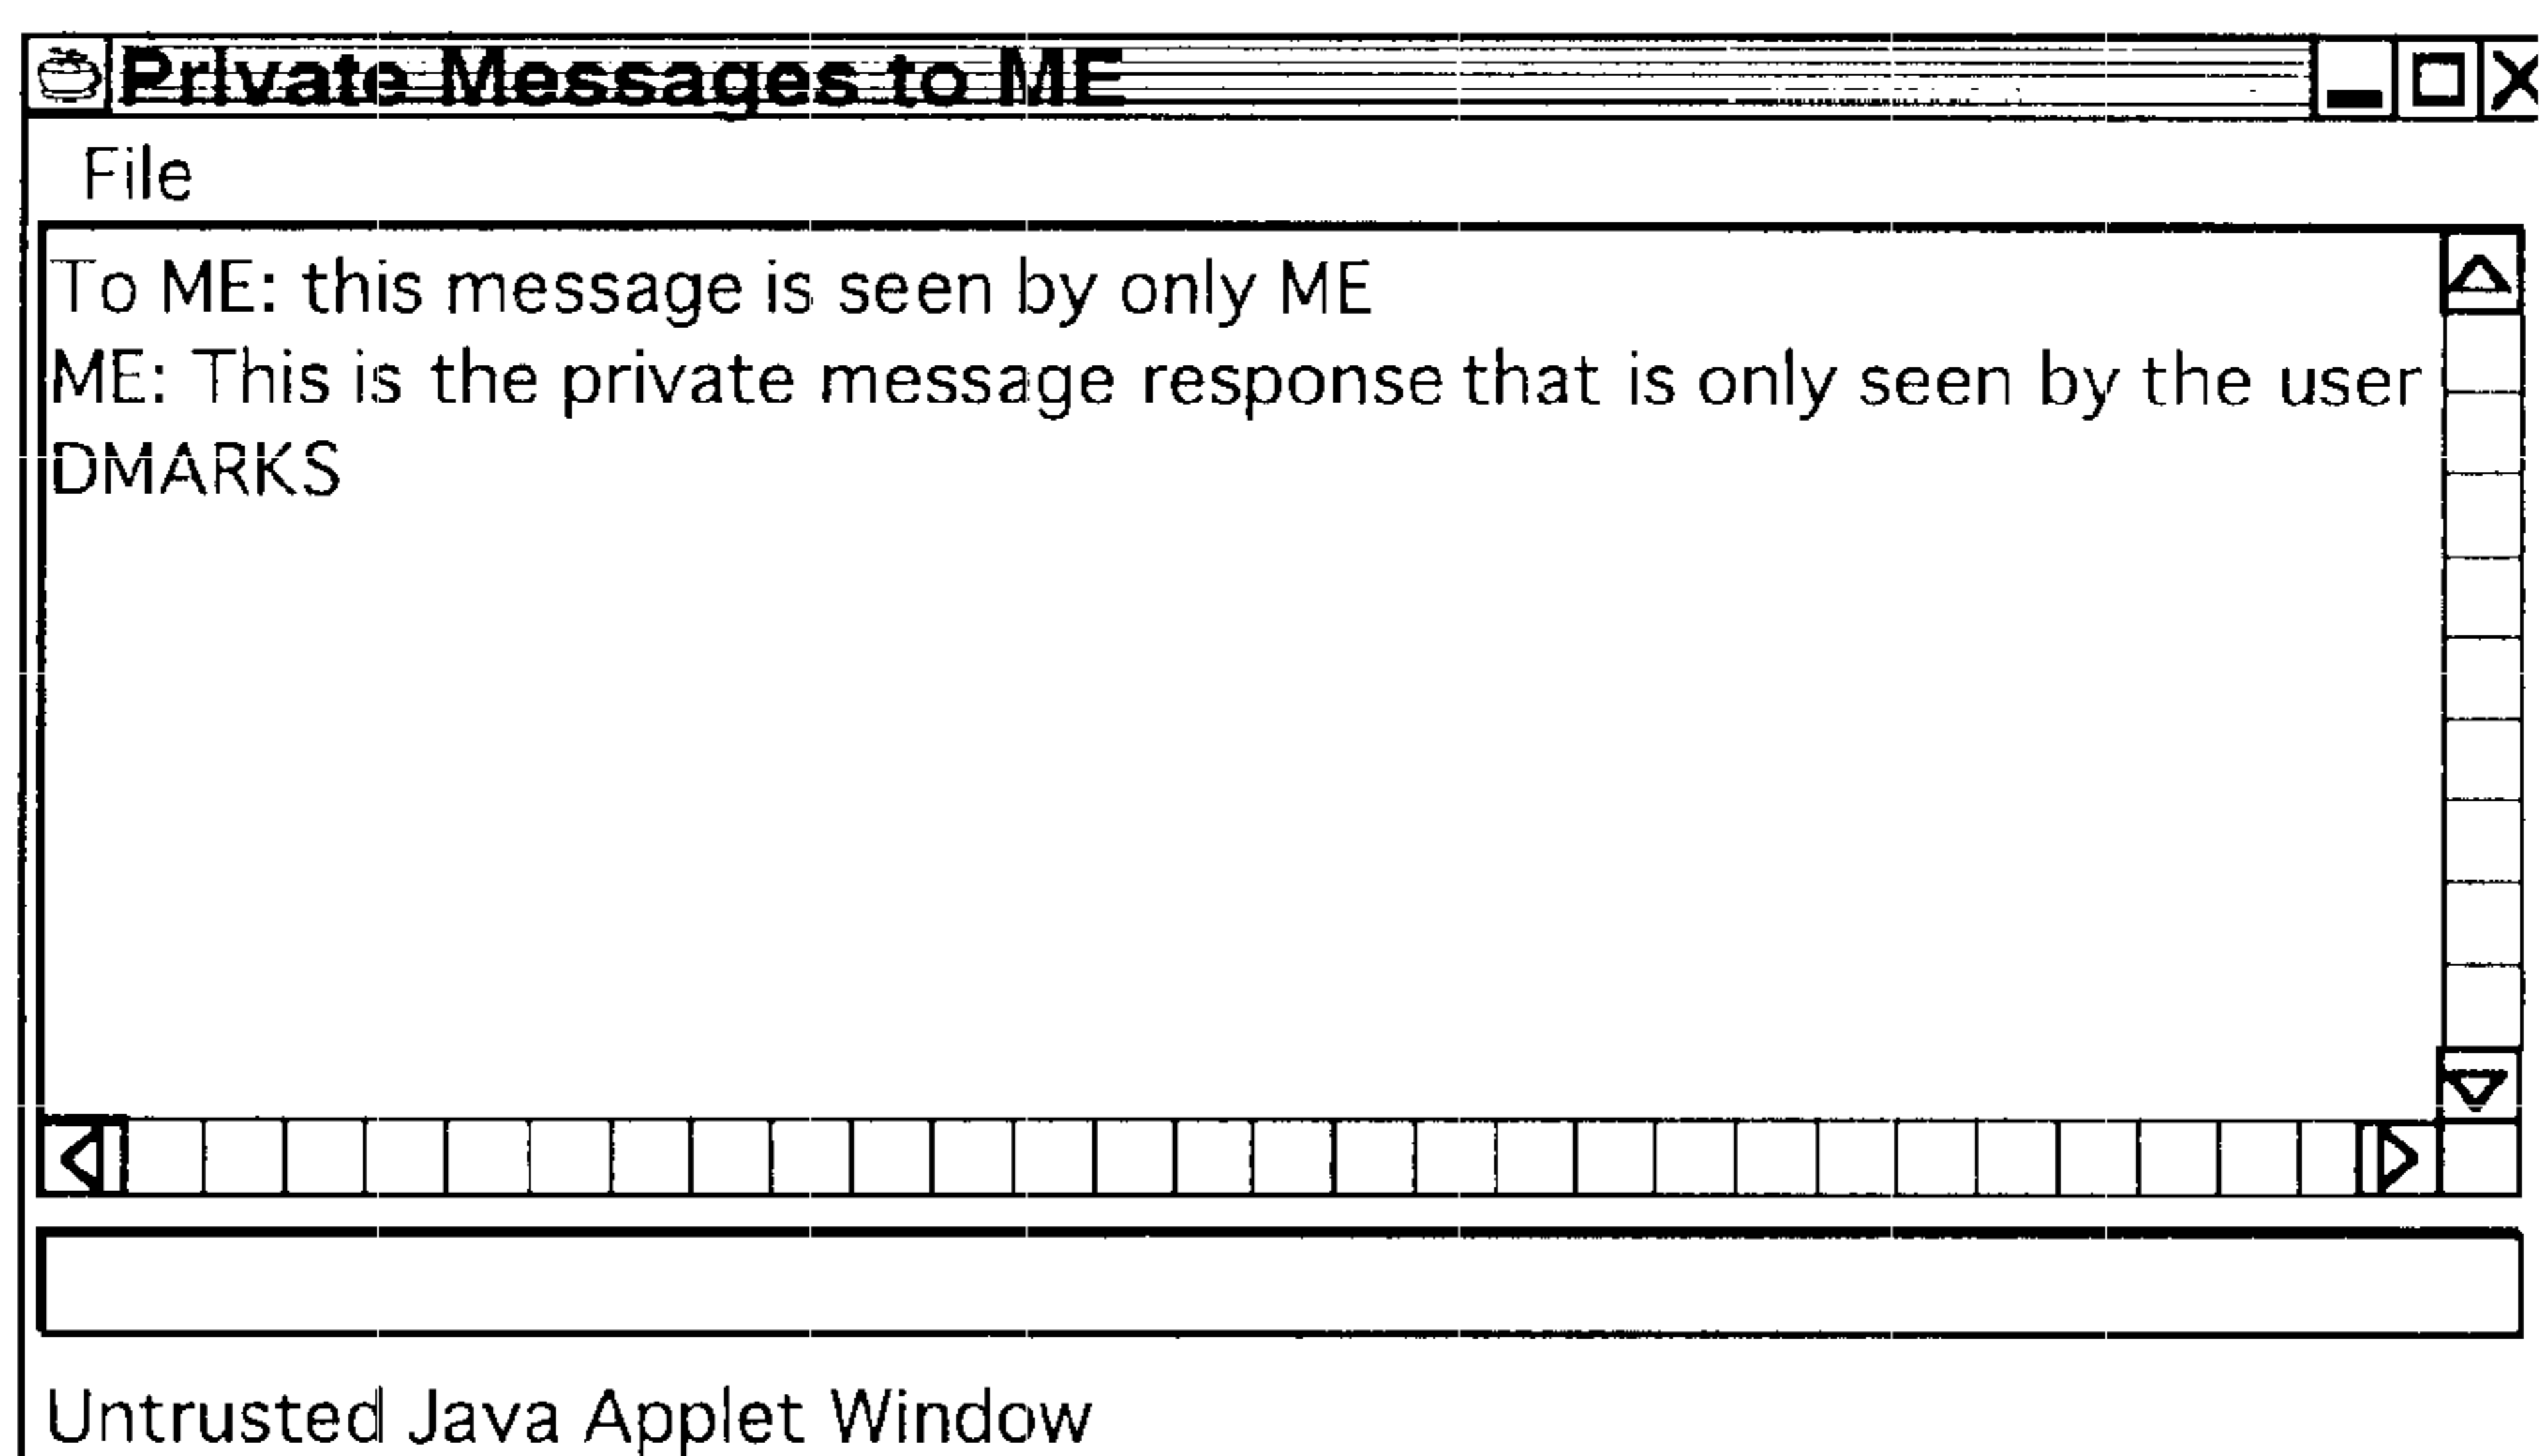 Private Messages to ME
File
To ME: this message is seen by only ME
ME: This is the private message response that is only seen by the user
DMARKS
Untrusted Java Applet Window